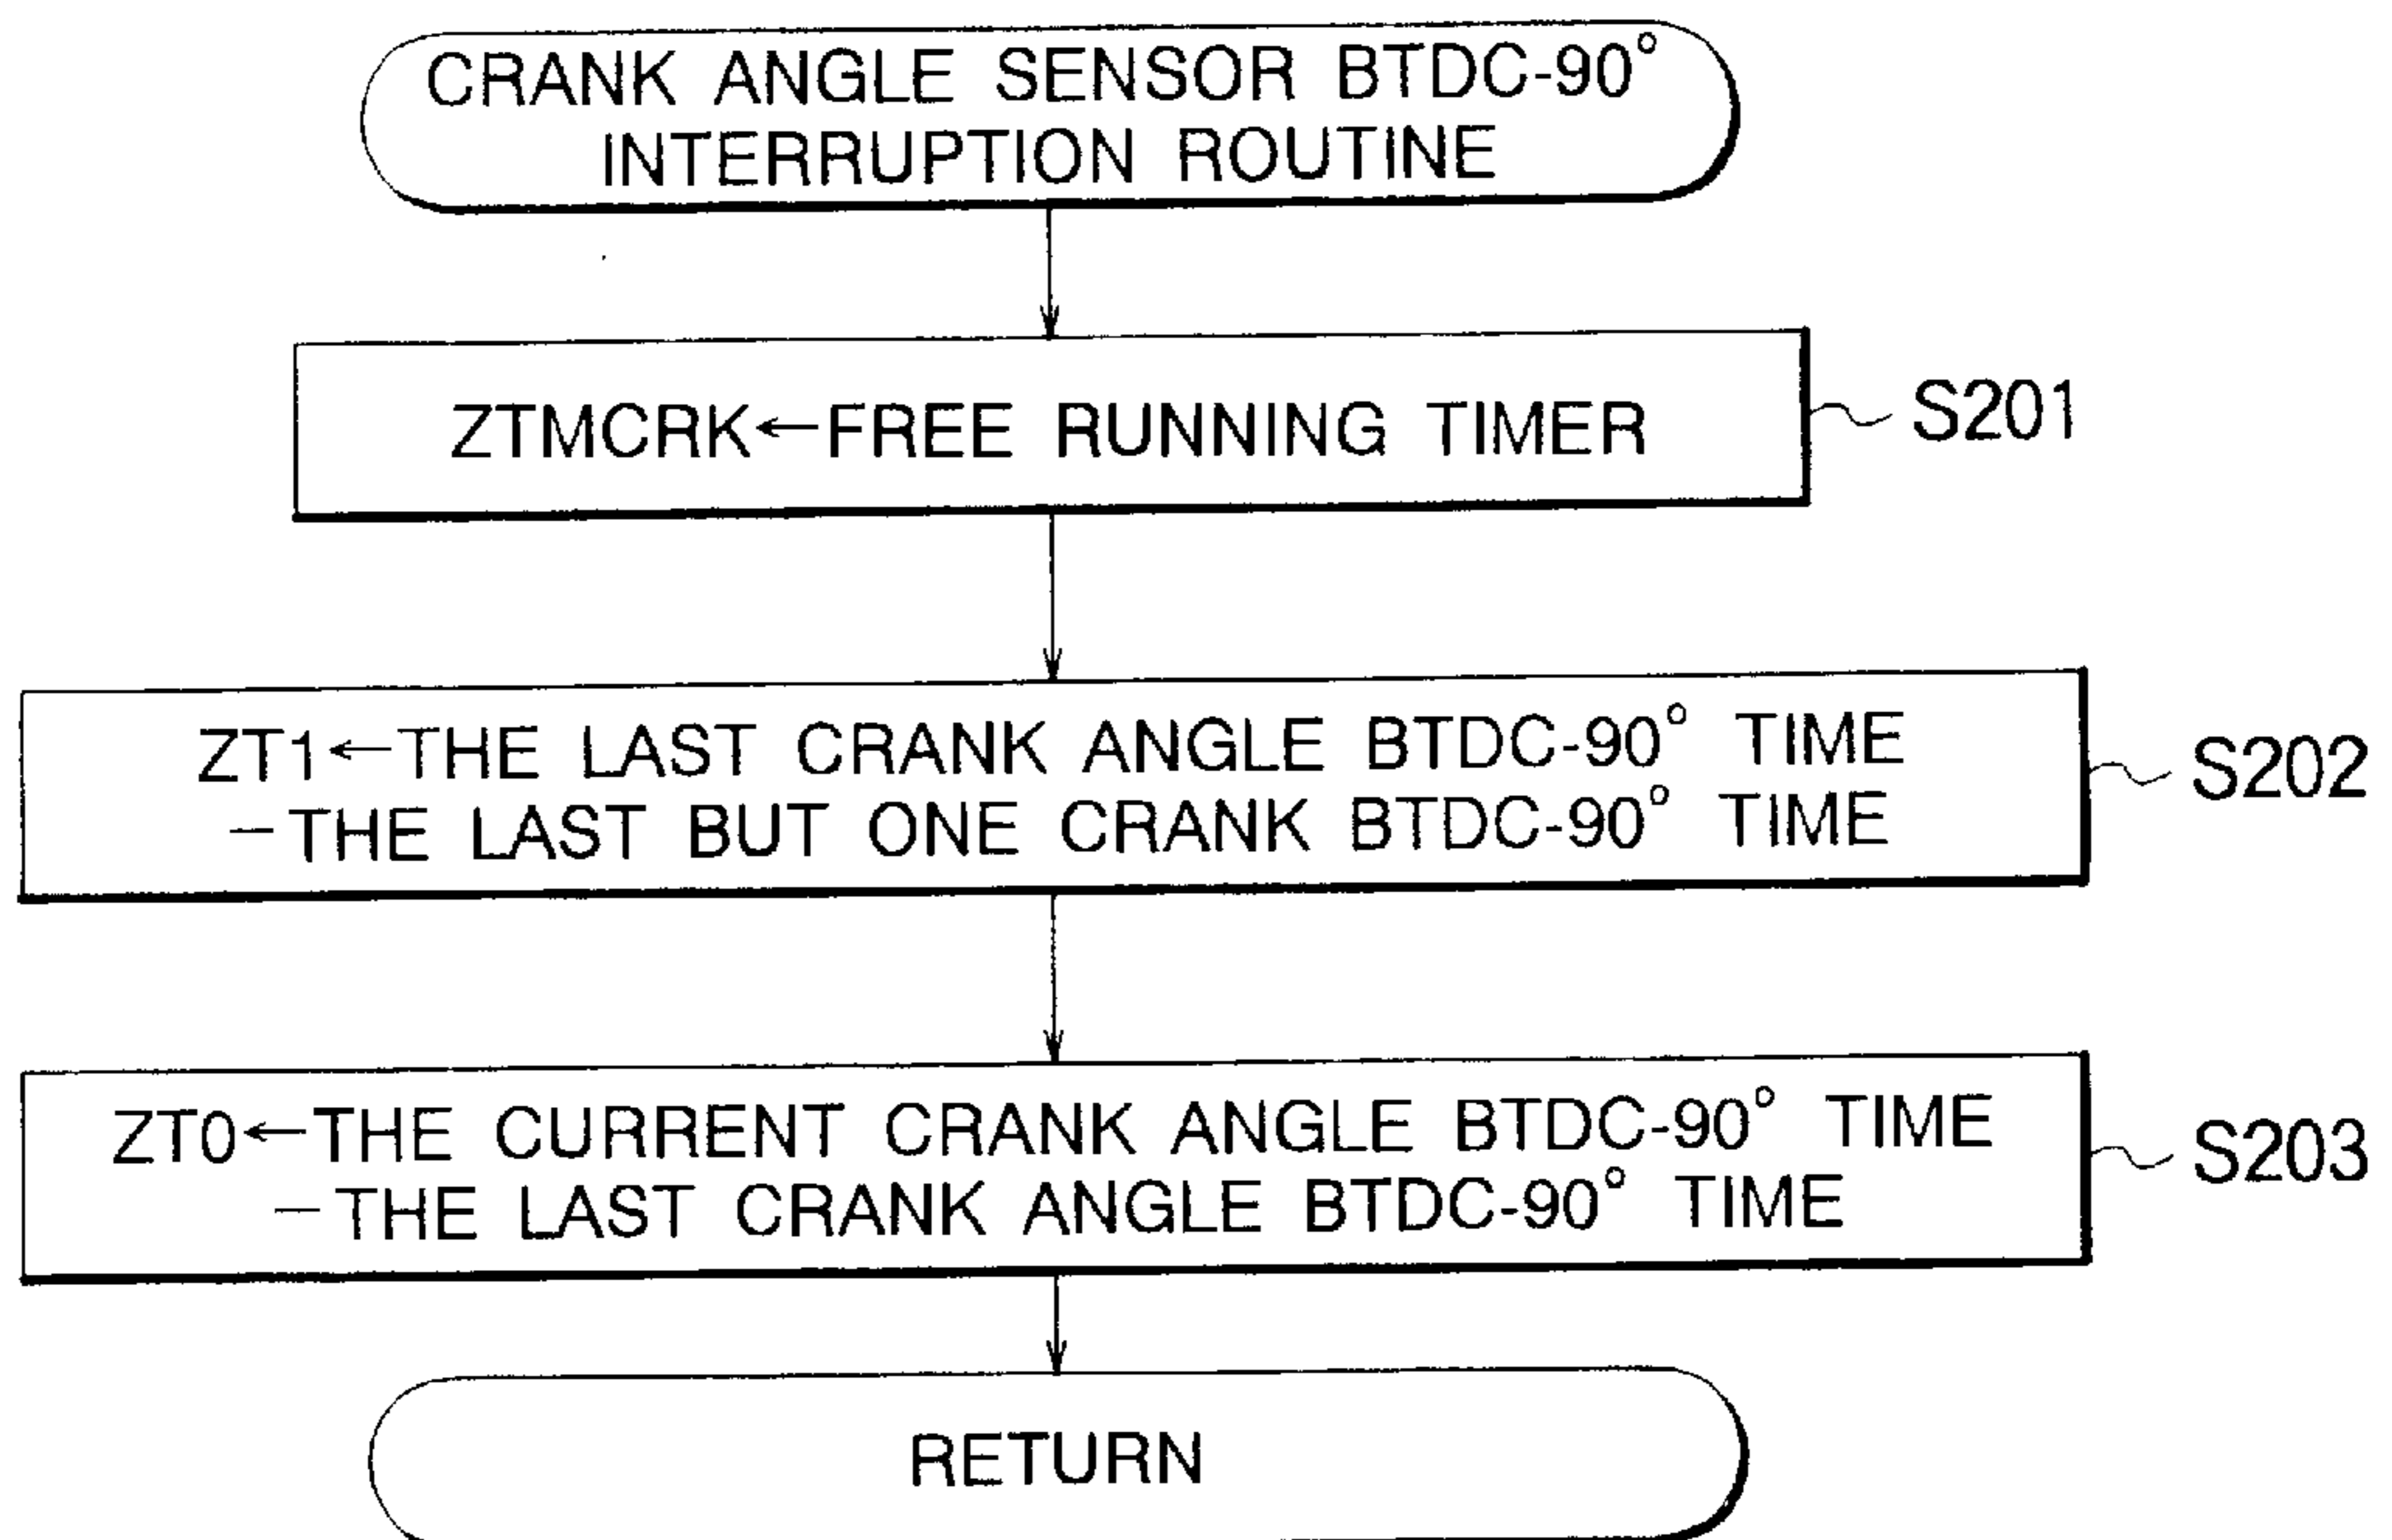 CRANK ANGLE SENSOR BTDC-90°
INTERRUPTION ROUTINE
ZTMCRK←FREE RUNNING TIMER
S201
ZT1←THE LAST CRANK ANGLE BTDC-90° TIME
−THE LAST BUT ONE CRANK BTDC-90° TIME
S202
ZT0←THE CURRENT CRANK ANGLE BTDC-90° TIME
−THE LAST CRANK ANGLE BTDC-90° TIME
S203
RETURN